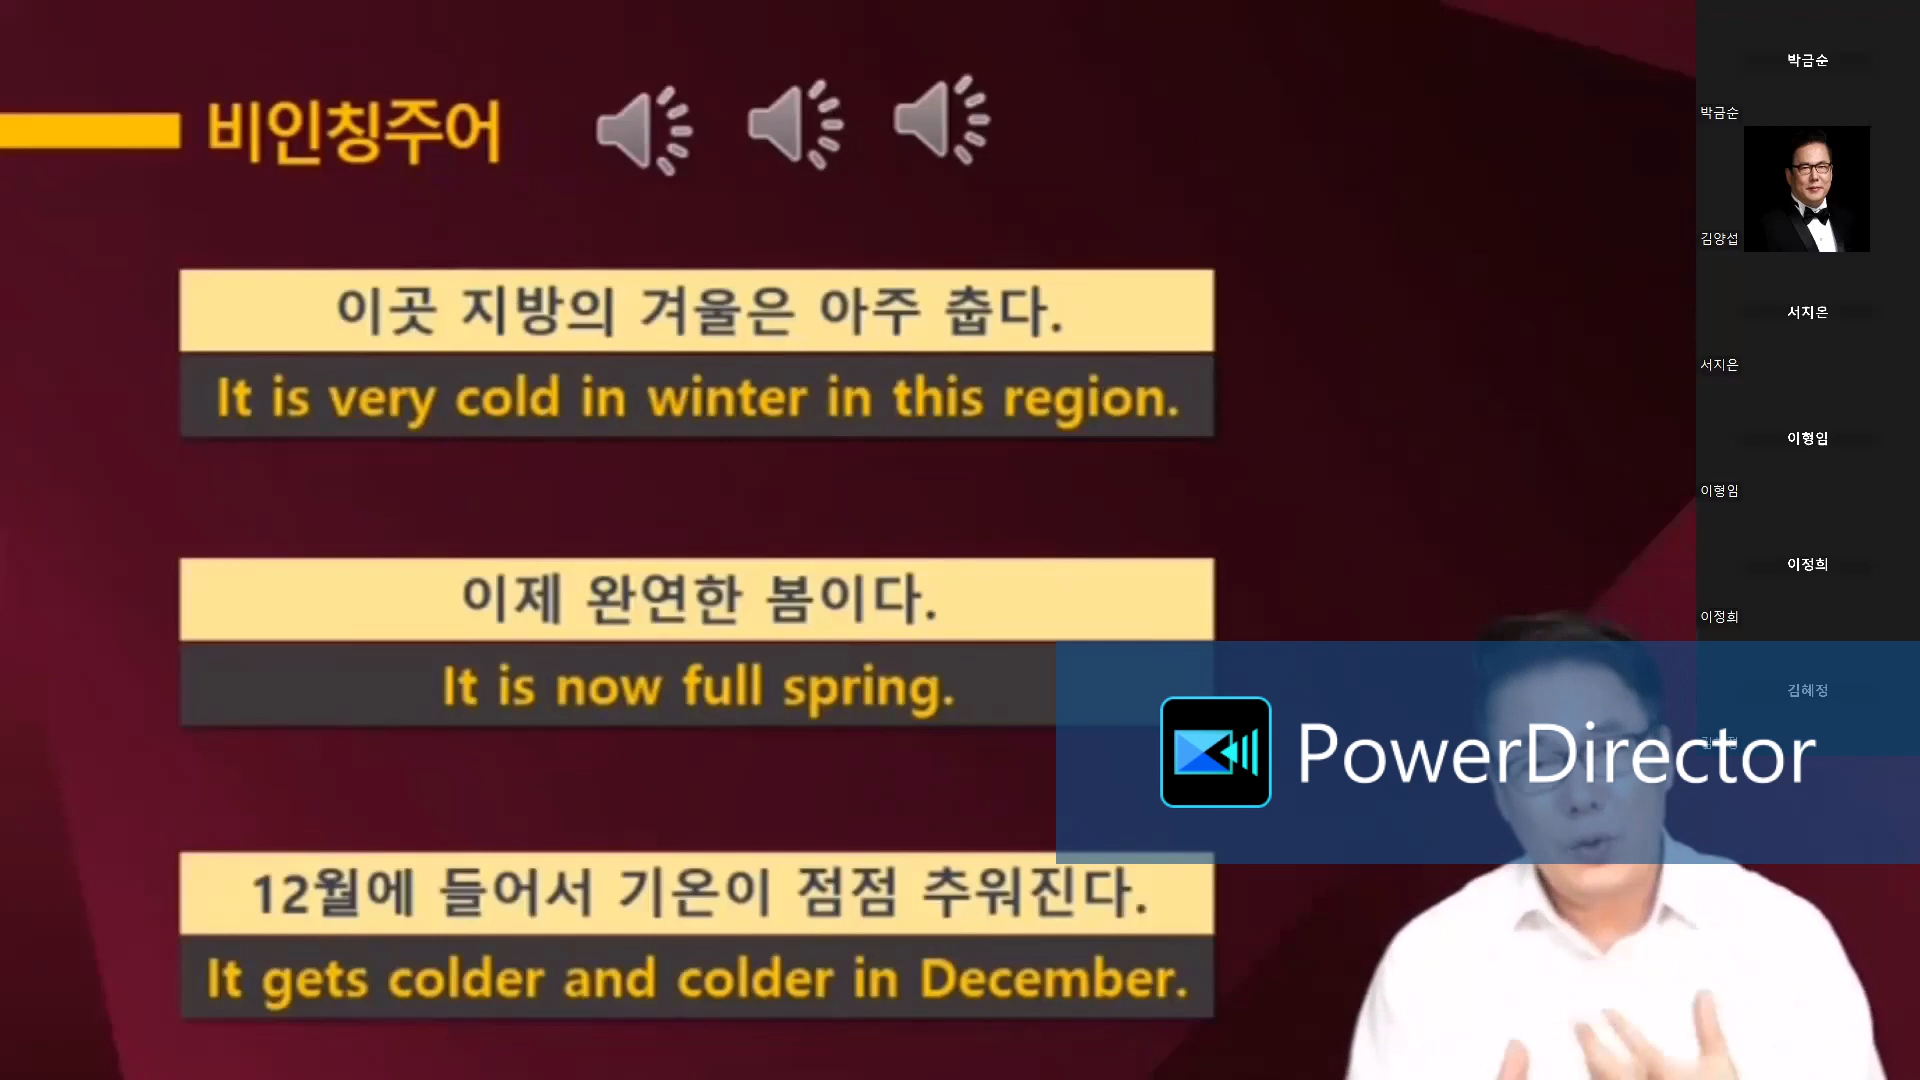 비인칭주어
이곳 지방의 겨울은 아주 춥다.
It is very cold in winter in this region.
이제 완연한 봄이다.
It is now full spring.
12월에 들어서 기온이 점점 추워진다.
It gets colder and colder in December.
PowerDirector
박금순
박금순
김양섭
서지은
서지은
이형임
이형임
이정희
이정희
김혜정